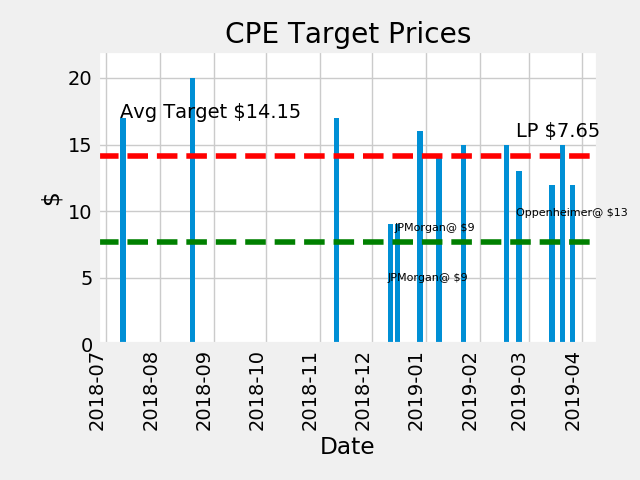 CPE Target Prices
20
Avg Target $14.15
LP $7.65
15
10
Oppenheimer@ $13
JPMorgan@ $9
$
5
JPMorgan@ $9
0
2018-07
2018-08
2018-09
2018-10
2018-11
2018-12
2019-01
2019-02
2019-03
2019-04
Date